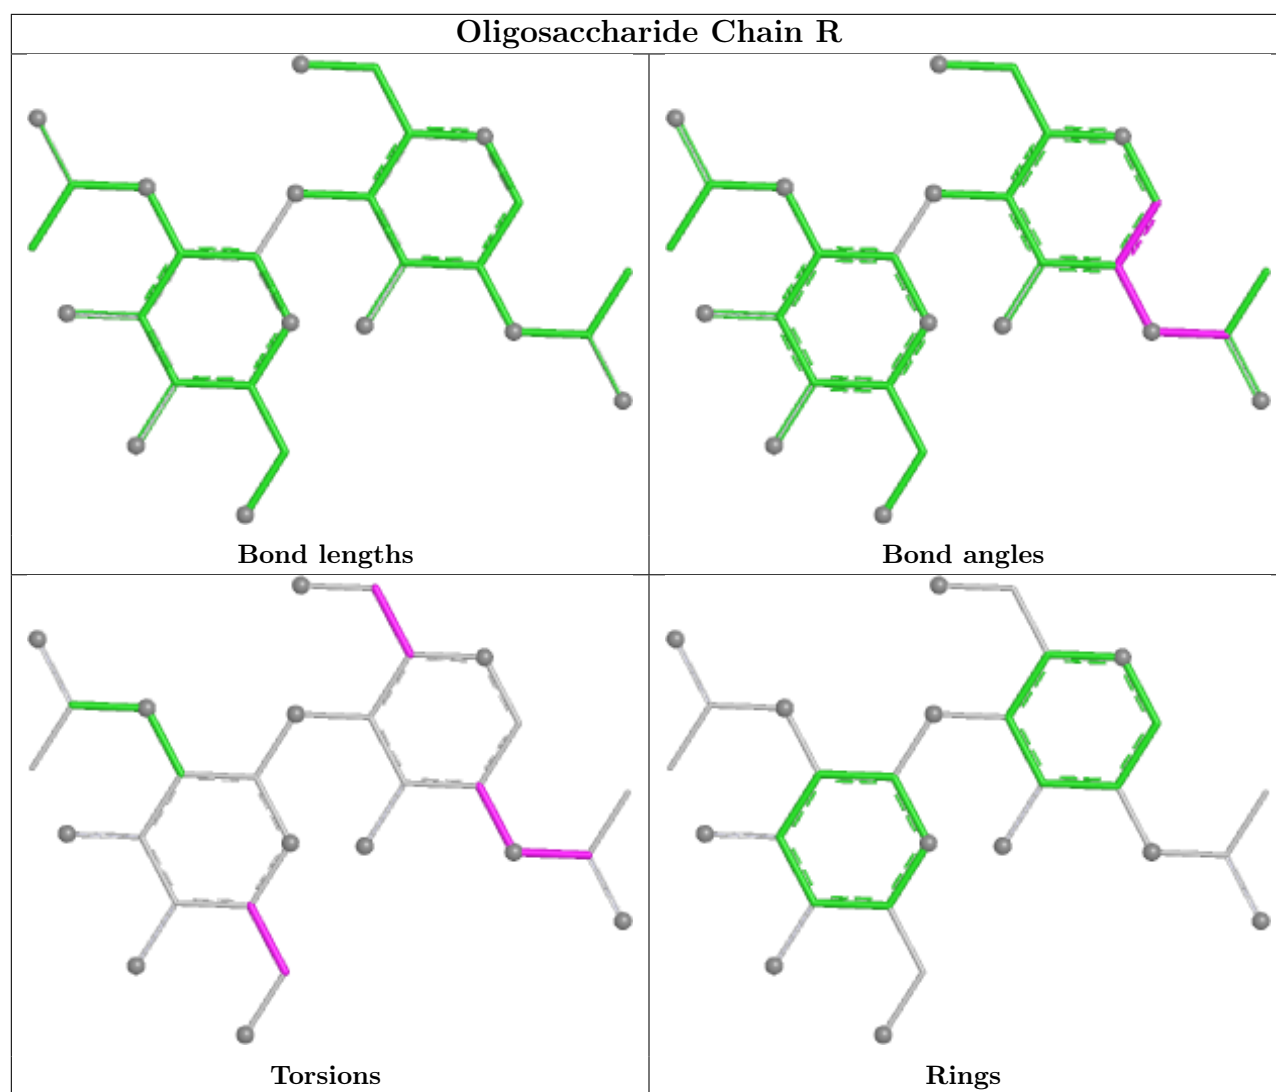 Oligosaccharide Chain R
Bond lengths
Bond angles
Torsions
Rings